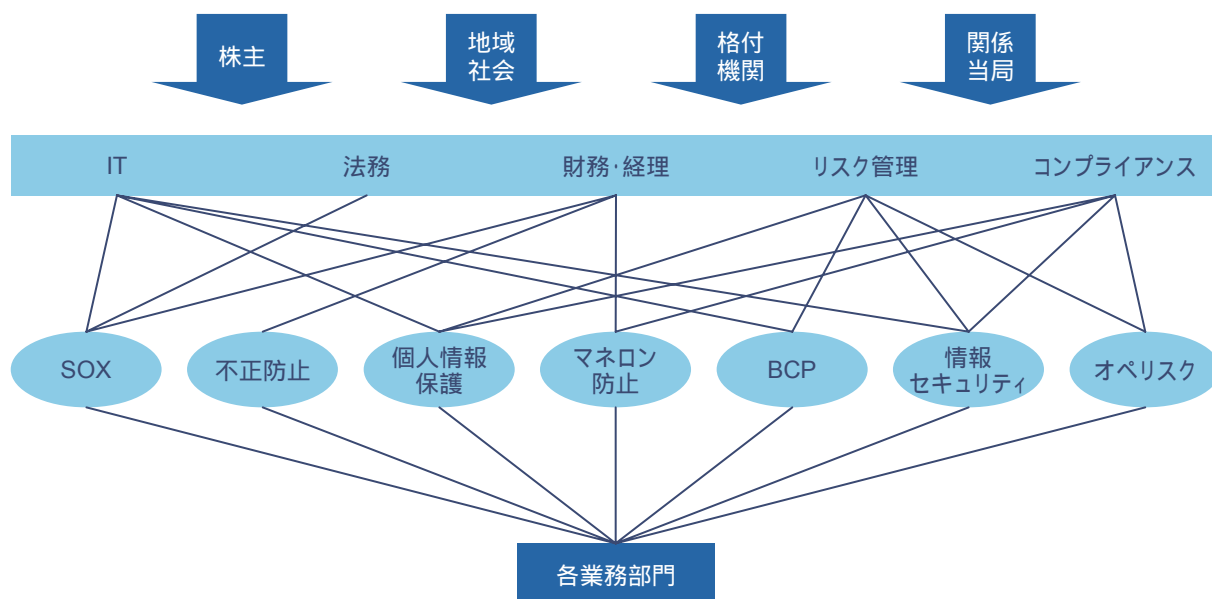 株主
地域
社会
格付
機関
関係
当局
IT
法務
財務・経理
リスク管理
コンプライアンス
SOX
不正防止
個人情報
保護
マネロン
防止
BCP
情報
セキュリティ
オペリスク
各業務部門